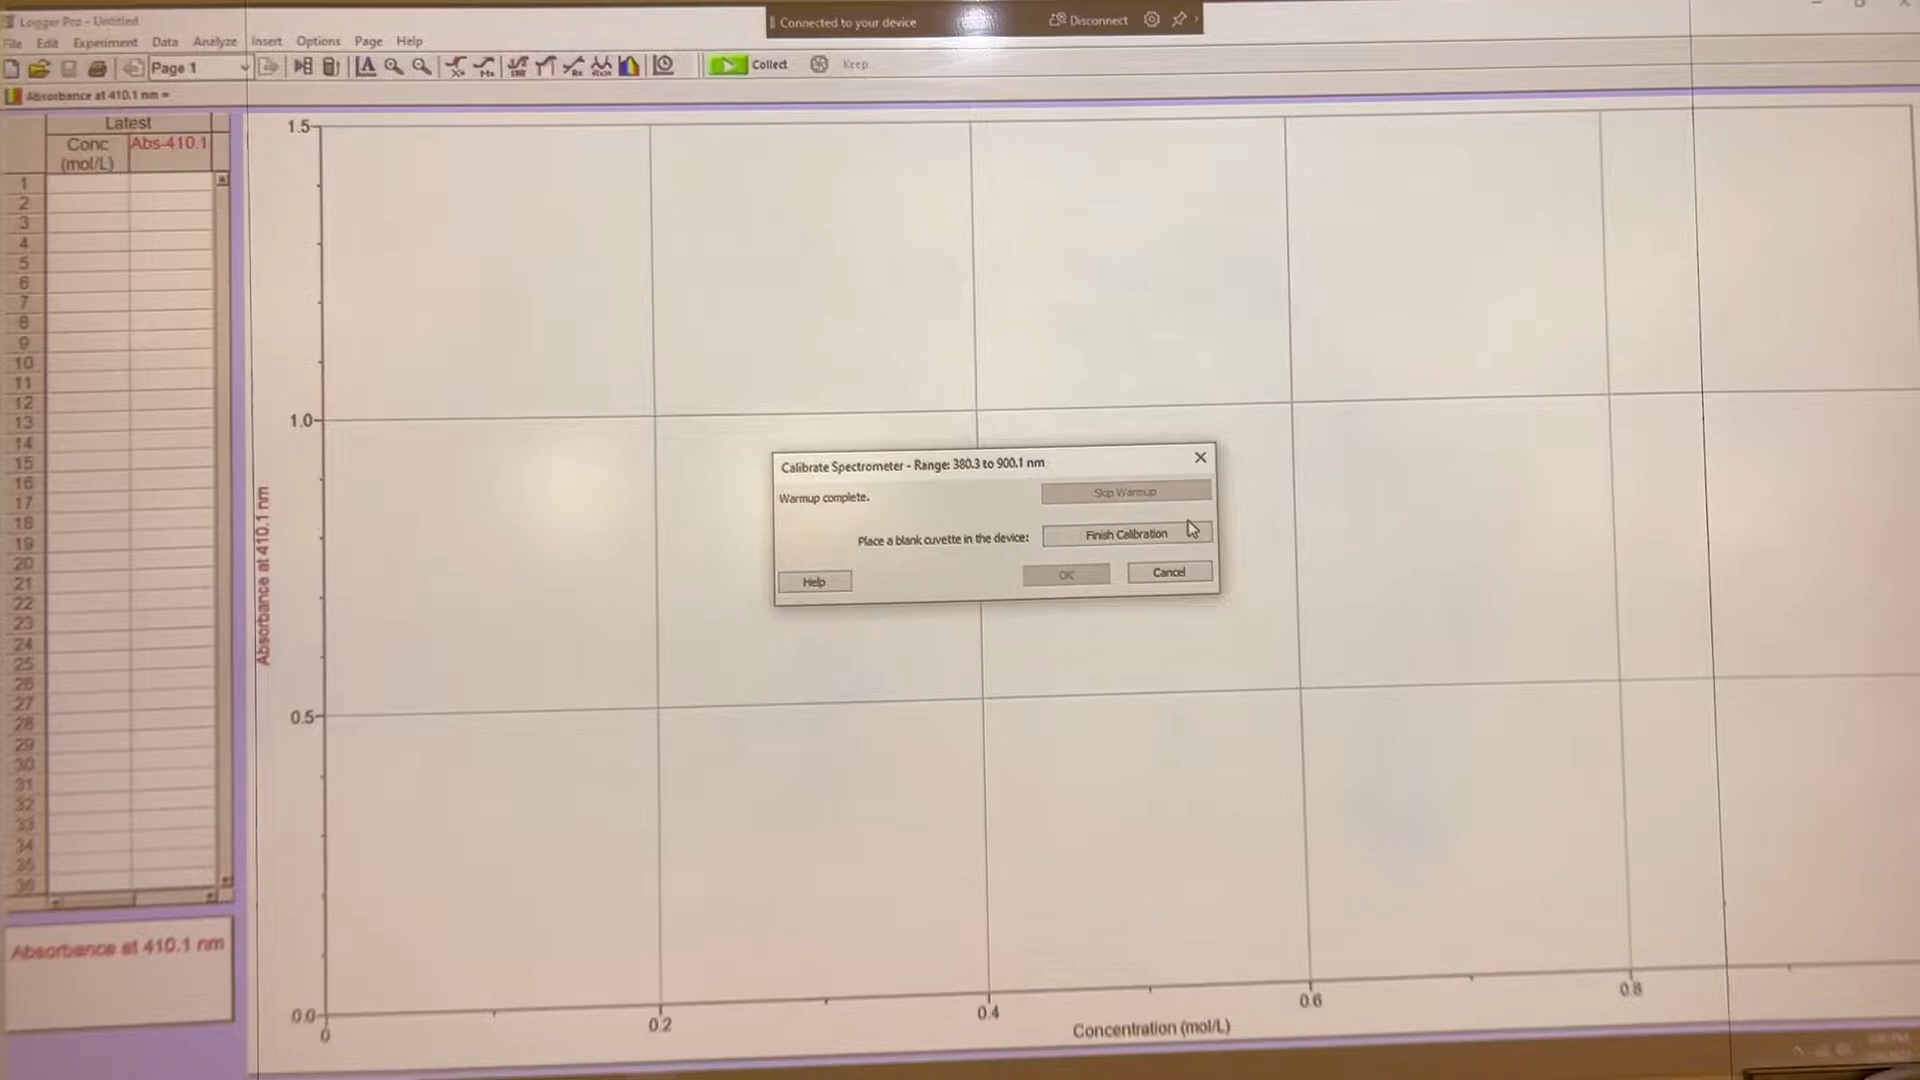 Logger Pro - Untitled
Connected to your device
Disconnect
File Edit Experiment Data Analyze Insert Options Page Help
Page 1
Collect
Keep
Absorbance at 410.1 nm =
Latest
Conc
(mol/L)
Abs-410.1
1
2
3
4
5
6
7
8
9
10
11
12
13
14
15
16
17
18
19
20
21
22
23
24
25
26
27
28
29
30
31
32
33
34
35
36
Absorbance at 410.1 nm
1.5
1.0
0.5
0.0
Absorbance at 410.1 nm
0
0.2
0.4
0.6
0.8
Concentration (mol/L)
Calibrate Spectrometer - Range: 380.3 to 900.1 nm
Warmup complete.
Skip Warmup
Place a blank cuvette in the device:
Finish Calibration
Help
OK
Cancel